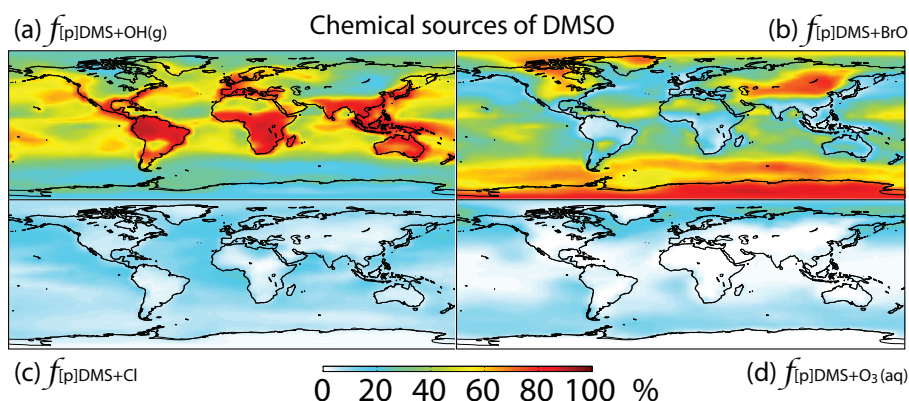 (a) f[p]DMS+OH(g) Chemical sources of DMSO (b) f[p]DMS+BrO
(c) f[p]DMS+Cl 0 20 40 60 80 100 % (d) f[p]DMS+O3(aq)